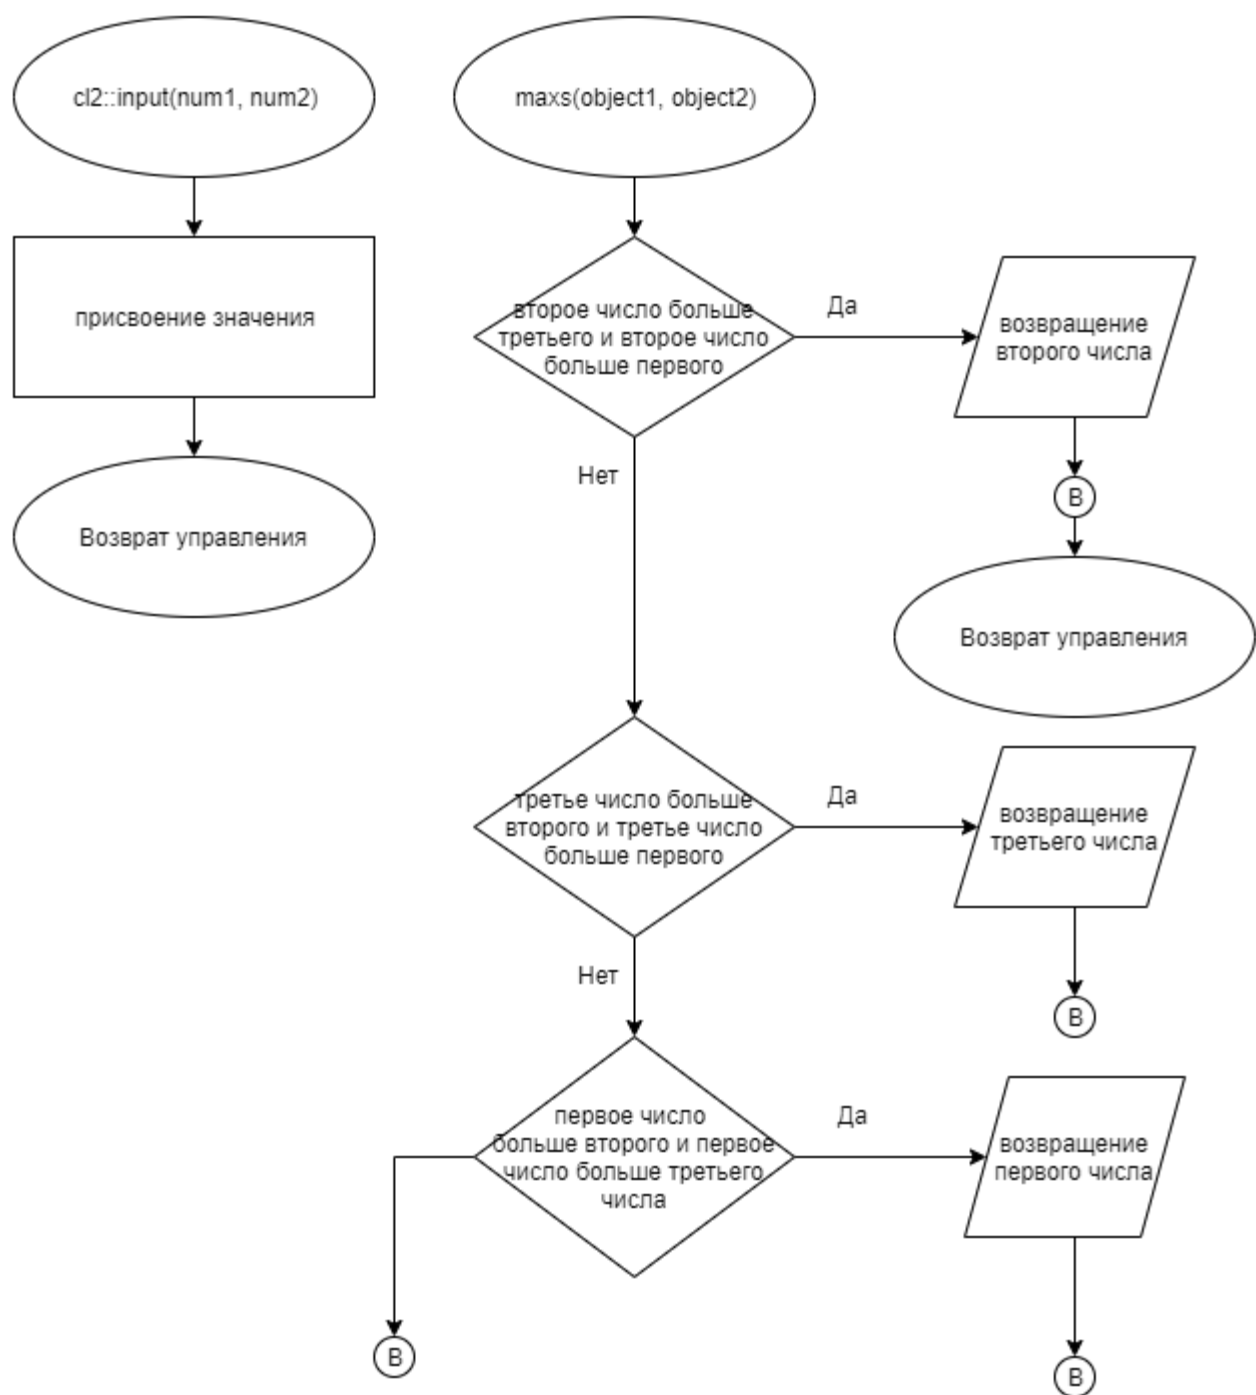 cl2::input(num1, num2)
присвоение значения
Возврат управления
maxs(object1, object2)
второе число больше
третьего и второе число
больше первого
Да
возвращение
второго числа
В
Возврат управления
Нет
третье число больше
второго и третье число
больше первого
Да
возвращение
третьего числа
В
Нет
первое число
больше второго и первое
число больше третьего
числа
Да
возвращение
первого числа
В
В